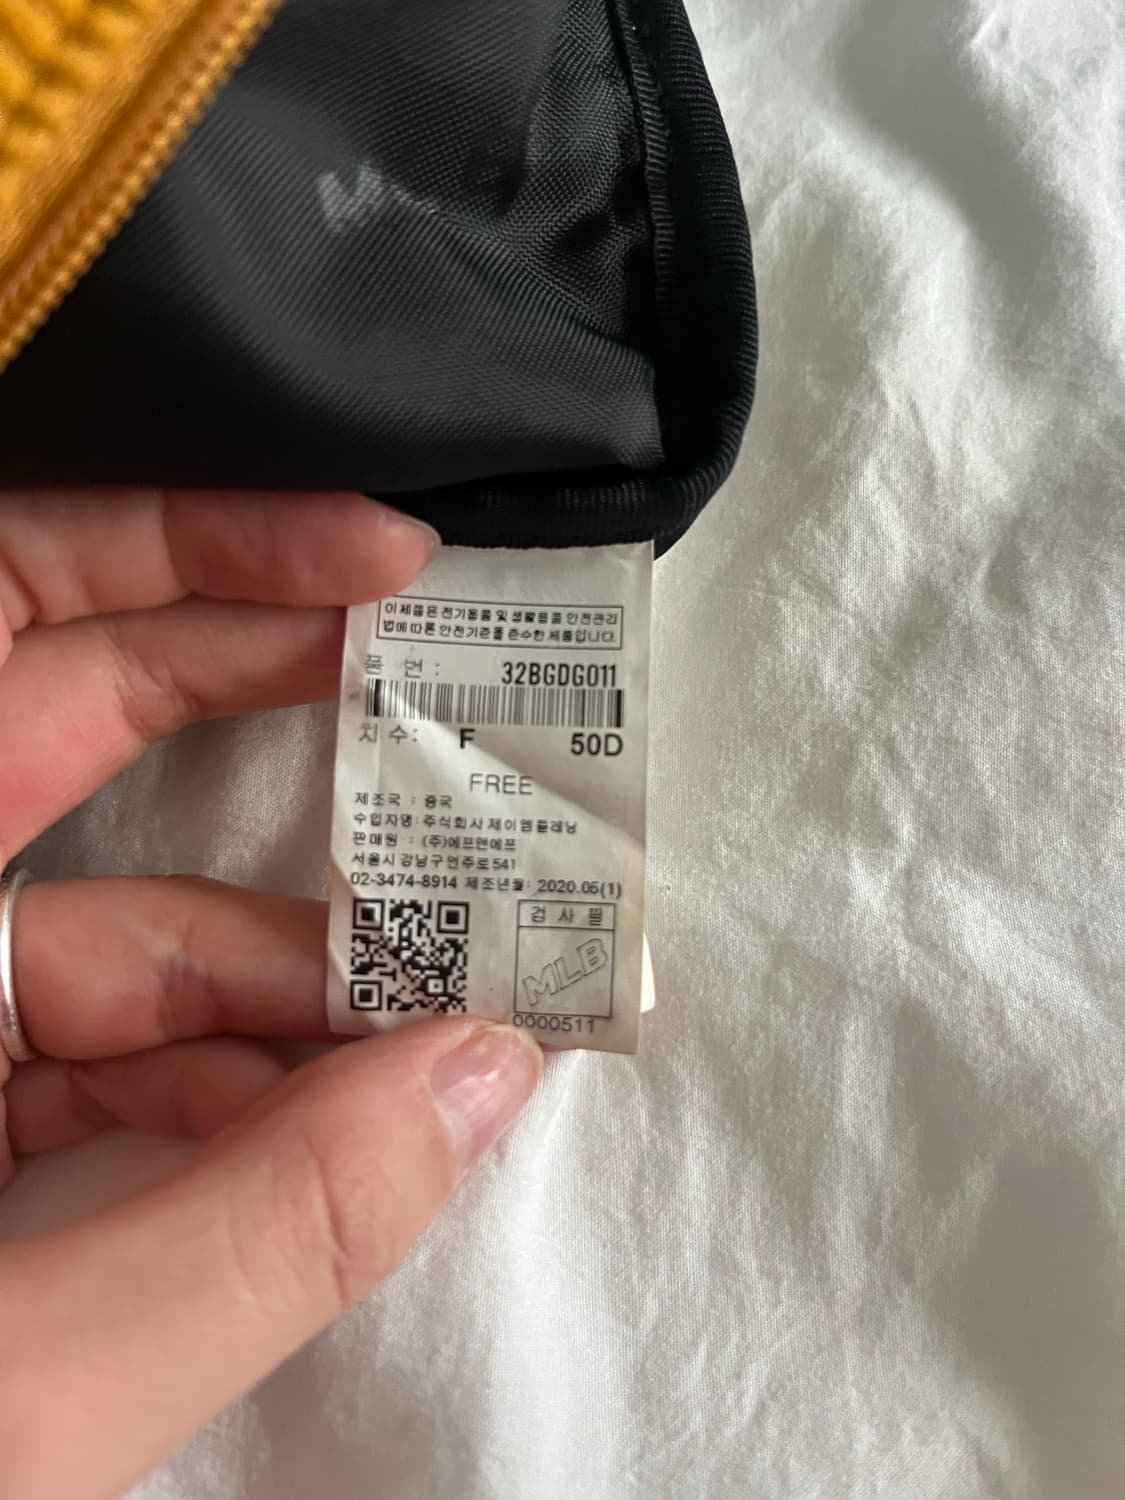 이 제품은 전기용품 및 생활용품 안전관리
법에 따른 안전기준을 준수한 제품입니다.
품 번 : 32BGDG011
치 수 : F 50D
FREE
제조국 : 중국
수입자명 : 주식회사 제이엠플래닝
판매원 : (주)에프앤에프
서울시 강남구 언주로 541
02-3474-8914 제조년월: 2020.05(1)
검 사 필
MLB
0000511